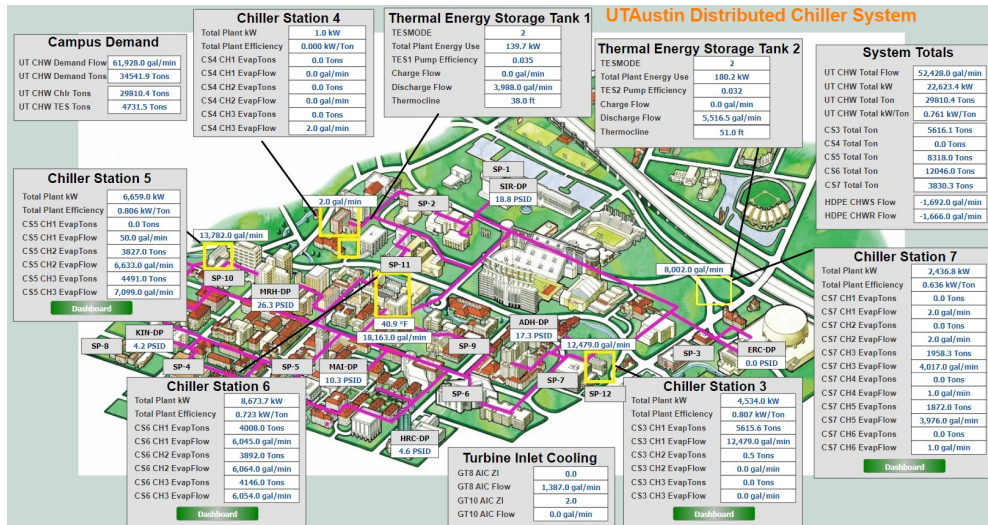 UTAustin Distributed Chiller System
Campus Demand
UT CHW Demand Flow 61,928.0 gal/min
UT CHW Demand Tons 34541.9 Tons
UT CHW Chlr Tons 29810.4 Tons
UT CHW TES Tons 4731.5 Tons
Chiller Station 4
Total Plant kW 1.0 kW
Total Plant Efficiency 0.000 kW/Ton
CS4 CH1 EvapTons 0.0 Tons
CS4 CH1 EvapFlow 0.0 gal/min
CS4 CH2 EvapTons 0.0 Tons
CS4 CH2 EvapFlow 0.0 gal/min
CS4 CH3 EvapTons 0.0 Tons
CS4 CH3 EvapFlow 2.0 gal/min
Thermal Energy Storage Tank 1
TESMODE 2
Total Plant Energy Use 139.7 kW
TES1 Pump Efficiency 0.035
Charge Flow 0.0 gal/min
Discharge Flow 3,988.0 gal/min
Thermocline 38.0 ft
Thermal Energy Storage Tank 2
TESMODE 2
Total Plant Energy Use 180.2 kW
TES2 Pump Efficiency 0.032
Charge Flow 0.0 gal/min
Discharge Flow 5,516.5 gal/min
Thermocline 51.0 ft
System Totals
UT CHW Total Flow 52,428.0 gal/min
UT CHW Total kW 22,623.4 kW
UT CHW Total Ton 29810.4 Tons
UT CHW Total kW/Ton 0.761 kW/Ton
CS3 Total Ton 5616.1 Tons
CS4 Total Ton 0.0 Tons
CS5 Total Ton 8318.0 Tons
CS6 Total Ton 12046.0 Tons
CS7 Total Ton 3830.3 Tons
HDPE CHWS Flow -1,692.0 gal/min
HDPE CHWR Flow -1,666.0 gal/min
Chiller Station 5
Total Plant kW 6,659.0 kW
Total Plant Efficiency 0.806 kW/Ton
CS5 CH1 EvapTons 0.0 Tons
CS5 CH1 EvapFlow 50.0 gal/min
CS5 CH2 EvapTons 3827.0 Tons
CS5 CH2 EvapFlow 6,633.0 gal/min
CS5 CH3 EvapTons 4491.0 Tons
CS5 CH3 EvapFlow 7,099.0 gal/min
Dashboard
SP-1
SIR-DP
18.8 PSID
SP-2
2.0 gal/min
13,782.0 gal/min
SP-10
SP-11
8,002.0 gal/min
MRH-DP
26.3 PSID
40.9 °F
18,163.0 gal/min
KIN-DP
4.2 PSID
SP-8
SP-4
SP-5
MAI-DP
10.3 PSID
SP-9
ADH-DP
17.3 PSID
12,479.0 gal/min
SP-3
ERC-DP
0.0 PSID
SP-7
SP-6
SP-12
HRC-DP
4.6 PSID
Chiller Station 7
Total Plant kW 2,436.8 kW
Total Plant Efficiency 0.636 kW/Ton
CS7 CH1 EvapTons 0.0 Tons
CS7 CH1 EvapFlow 2.0 gal/min
CS7 CH2 EvapTons 0.0 Tons
CS7 CH2 EvapFlow 2.0 gal/min
CS7 CH3 EvapTons 1958.3 Tons
CS7 CH3 EvapFlow 4,017.0 gal/min
CS7 CH4 EvapTons 0.0 Tons
CS7 CH4 EvapFlow 1.0 gal/min
CS7 CH5 EvapTons 1872.0 Tons
CS7 CH5 EvapFlow 3,976.0 gal/min
CS7 CH6 EvapTons 0.0 Tons
CS7 CH6 EvapFlow 1.0 gal/min
Dashboard
Chiller Station 6
Total Plant kW 8,673.7 kW
Total Plant Efficiency 0.723 kW/Ton
CS6 CH1 EvapTons 4008.0 Tons
CS6 CH1 EvapFlow 6,045.0 gal/min
CS6 CH2 EvapTons 3892.0 Tons
CS6 CH2 EvapFlow 6,064.0 gal/min
CS6 CH3 EvapTons 4146.0 Tons
CS6 CH3 EvapFlow 6,054.0 gal/min
Dashboard
Turbine Inlet Cooling
GT8 AIC ZI 0.0
GT8 AIC Flow 1,387.0 gal/min
GT10 AIC ZI 2.0
GT10 AIC Flow 0.0 gal/min
Chiller Station 3
Total Plant kW 4,534.0 kW
Total Plant Efficiency 0.807 kW/Ton
CS3 CH1 EvapTons 5615.6 Tons
CS3 CH1 EvapFlow 12,479.0 gal/min
CS3 CH2 EvapTons 0.5 Tons
CS3 CH2 EvapFlow 0.0 gal/min
CS3 CH3 EvapTons 0.0 Tons
CS3 CH3 EvapFlow 0.0 gal/min
Dashboard